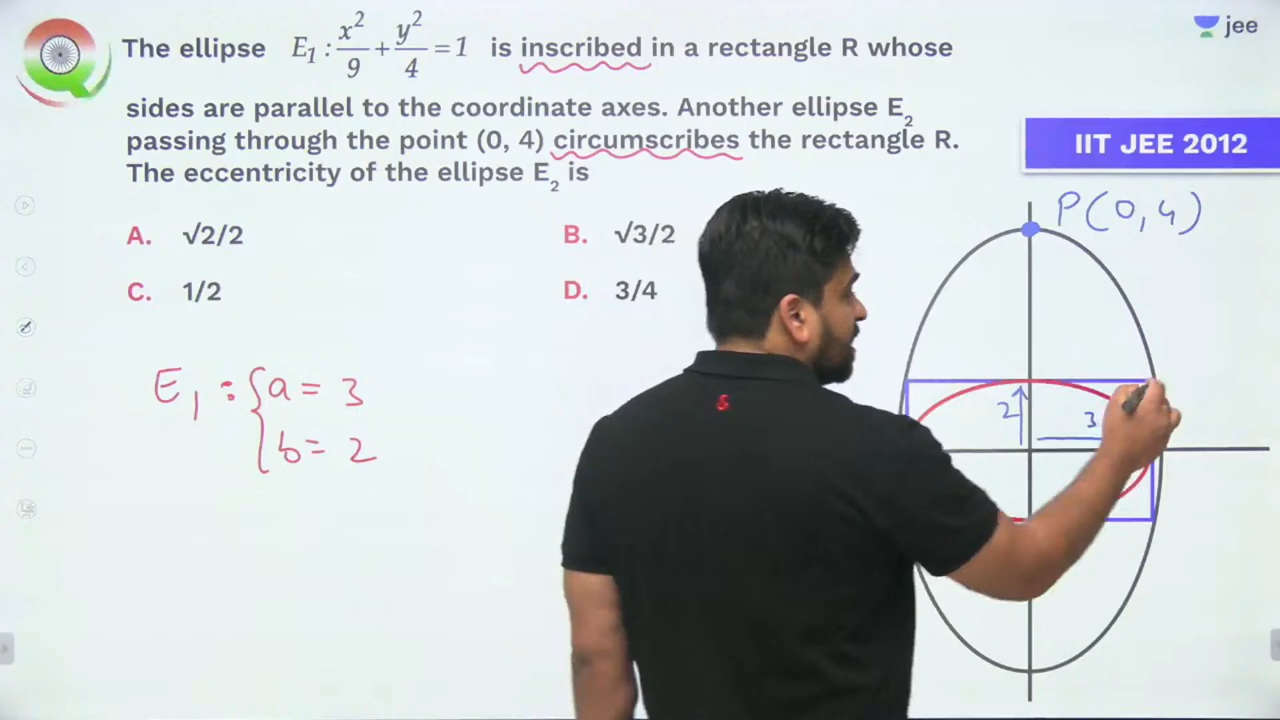 The ellipse E₁ : x²/9 + y²/4 = 1 is inscribed in a rectangle R whose
jee
sides are parallel to the coordinate axes. Another ellipse E₂
passing through the point (0, 4) circumscribes the rectangle R.
The eccentricity of the ellipse E₂ is
IIT JEE 2012
A. √2/2
B. √3/2
C. 1/2
D. 3/4
P(0,4)
E₁ : { a = 3
b = 2
2
3